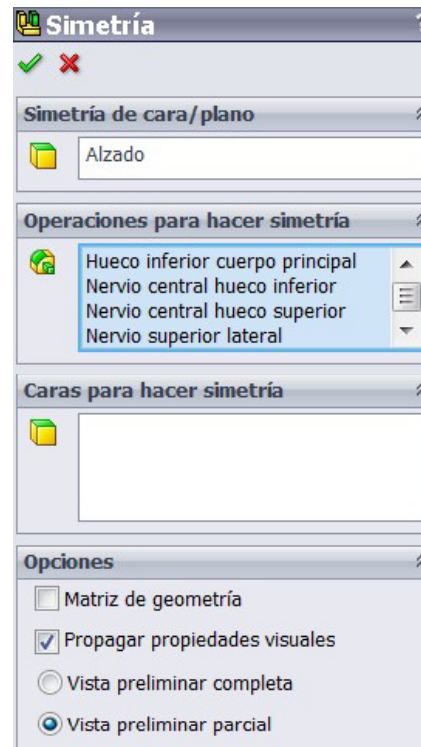 Simetría
Simetría de cara/plano
Alzado
Operaciones para hacer simetría
Hueco inferior cuerpo principal
Nervio central hueco inferior
Nervio central hueco superior
Nervio superior lateral
Caras para hacer simetría
Opciones
Matriz de geometría
Propagar propiedades visuales
Vista preliminar completa
Vista preliminar parcial